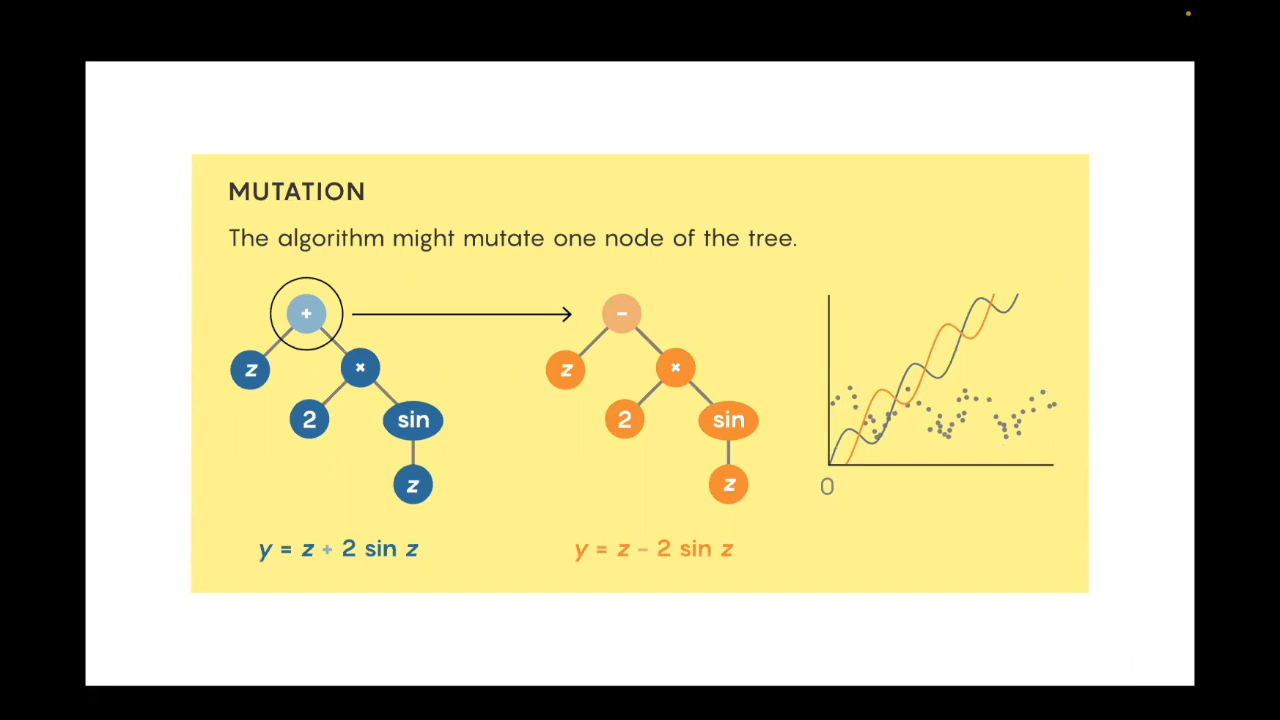 MUTATION
The algorithm might mutate one node of the tree.
+
z
×
2
sin
z
y = z + 2 sin z
−
z
×
2
sin
z
y = z − 2 sin z
0